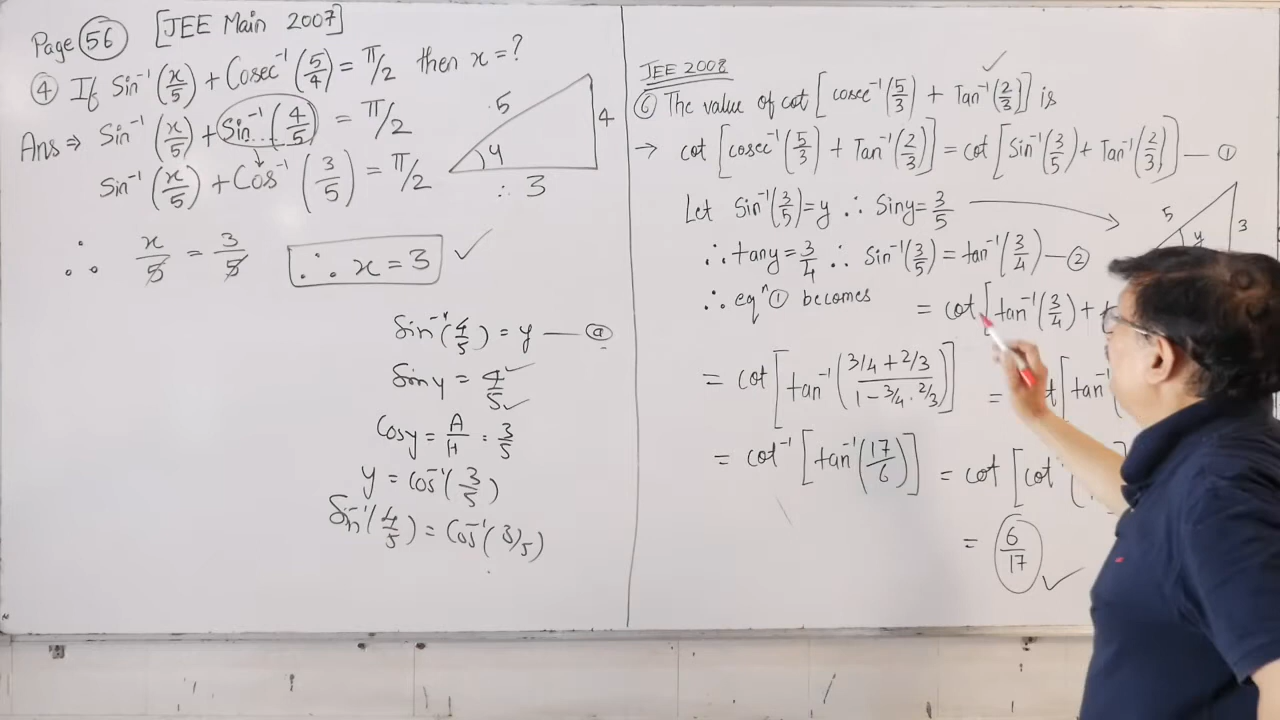 Page 56 [JEE Main 2007]
④ If Sin⁻¹(x/5) + Cosec⁻¹(5/4) = π/2 then x = ?
Ans ⇒ Sin⁻¹(x/5) + Sin⁻¹(4/5) = π/2
Sin⁻¹(x/5) + Cos⁻¹(3/5) = π/2
5
4
y
3
∴ x/5 = 3/5
∴ x = 3 ✓
Sin⁻¹(4/5) = y — ⓐ
Sin y = 4/5
Cos y = A/H = 3/5
y = Cos⁻¹(3/5)
Sin⁻¹(4/5) = Cos⁻¹(3/5)
JEE 2008
⑥ The value of cot [cosec⁻¹(5/3) + Tan⁻¹(2/3)] is
→ cot [cosec⁻¹(5/3) + Tan⁻¹(2/3)] = cot [Sin⁻¹(3/5) + Tan⁻¹(2/3)] — ①
Let Sin⁻¹(3/5) = y ∴ Sin y = 3/5
5
3
y
∴ tan y = 3/4 ∴ Sin⁻¹(3/5) = tan⁻¹(3/4) — ②
∴ eqⁿ ① becomes = cot [tan⁻¹(3/4) +
= cot [tan⁻¹((3/4 + 2/3)/(1 − 3/4 · 2/3))] =
= cot⁻¹ [tan⁻¹(17/6)] = cot [cot⁻¹(
= 6/17 ✓